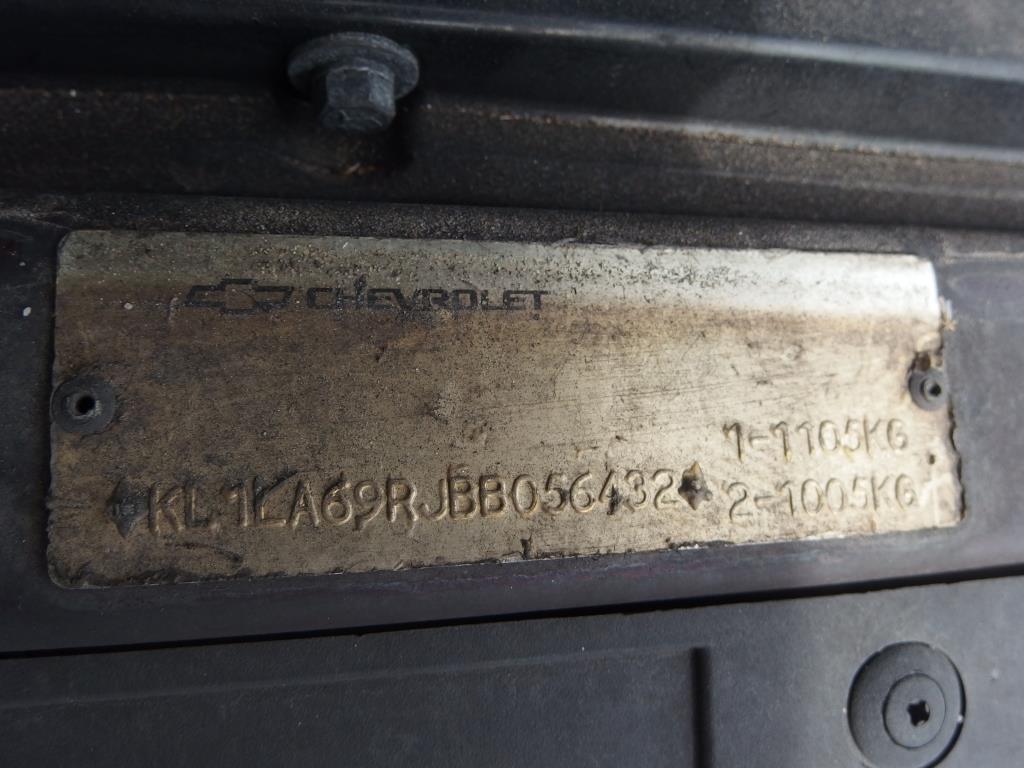 CHEVROLET
1-1105KG
KL1LA69RJBB056432
2-1005KG